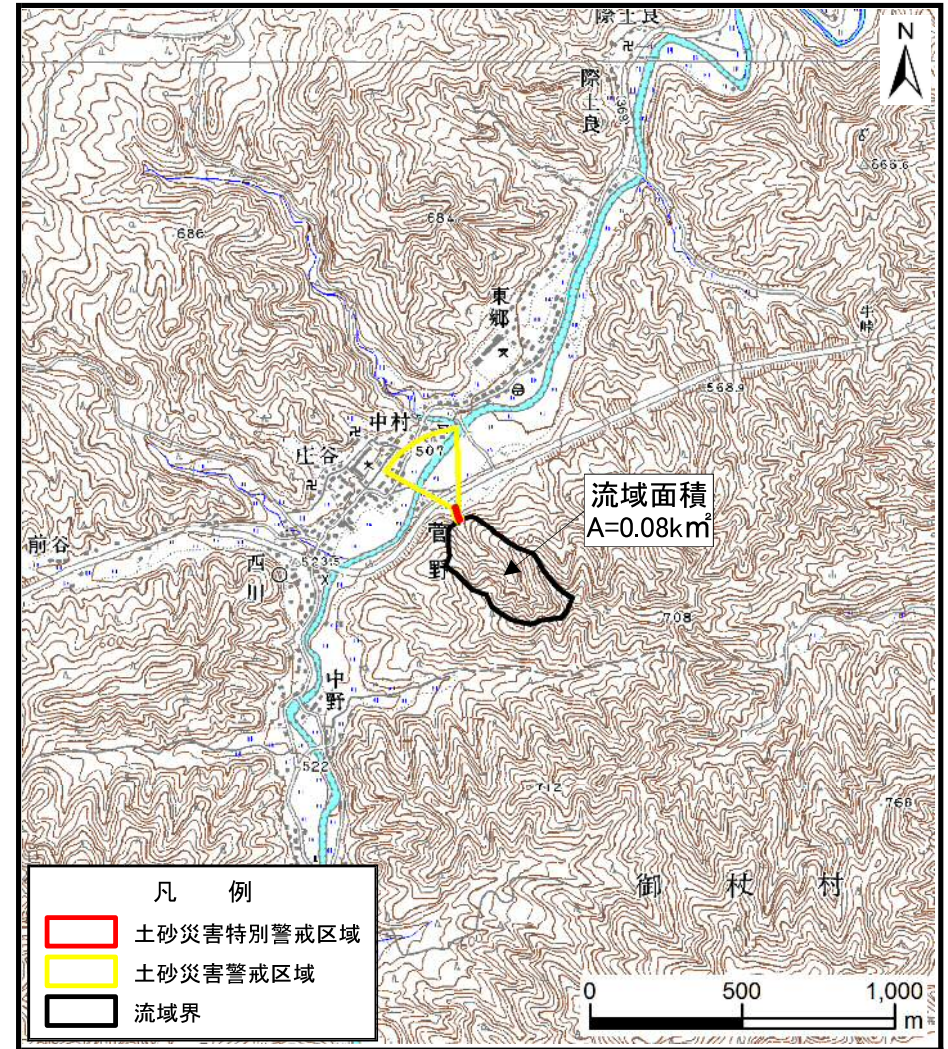 際上良
N
際上良
(369)
666.6
684
686
東郷
牛峠
568.9
中村
507
庄谷
流域面積
A=0.08k㎡
菅野
前谷
523.5
西川
708
中野
522
712
768
御杖村
凡 例
土砂災害特別警戒区域
土砂災害警戒区域
流域界
0 500 1,000
m